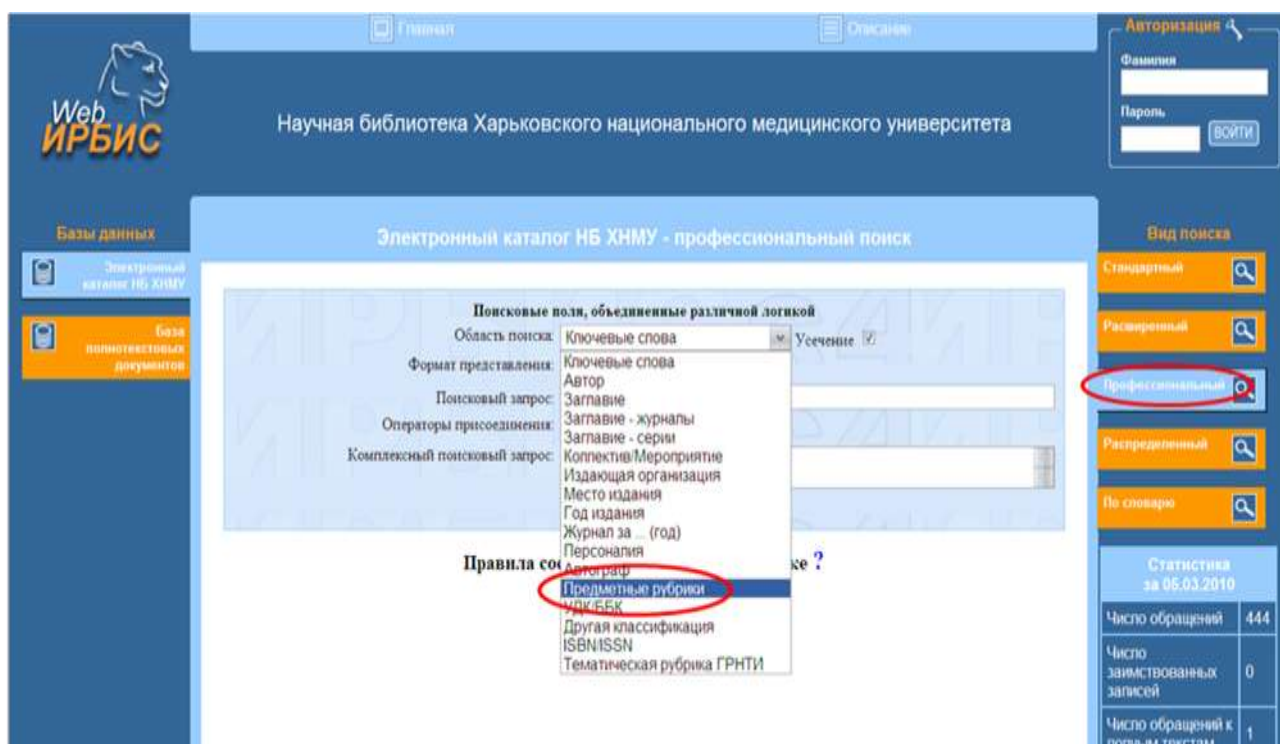 Главная
Описание
Web
ИРБИС
Научная библиотека Харьковского национального медицинского университета
Авторизация
Фамилия
Пароль
ВОЙТИ
Базы данных
Электронный
каталог НБ ХНМУ
База
полнотекстовых
документов
Электронный каталог НБ ХНМУ - профессиональный поиск
Поисковые поля, объединенные различной логикой
Область поиска: Ключевые слова Усечение
Формат представления:
Поисковый запрос:
Операторы присоединения:
Комплексный поисковый запрос:
Ключевые слова
Автор
Заглавие
Заглавие - журналы
Заглавие - серии
Коллектив/Мероприятие
Издающая организация
Место издания
Год издания
Журнал за ... (год)
Персоналия
Автограф
Предметные рубрики
УДК/ББК
Другая классификация
ISBN/ISSN
Тематическая рубрика ГРНТИ
Правила
?
Вид поиска
Стандартный
Расширенный
Профессиональный
Распределенный
По словарю
Статистика
за 06.03.2010
Число обращений 444
Число
заимствованных
записей 0
Число обращений к
полным текстам 1